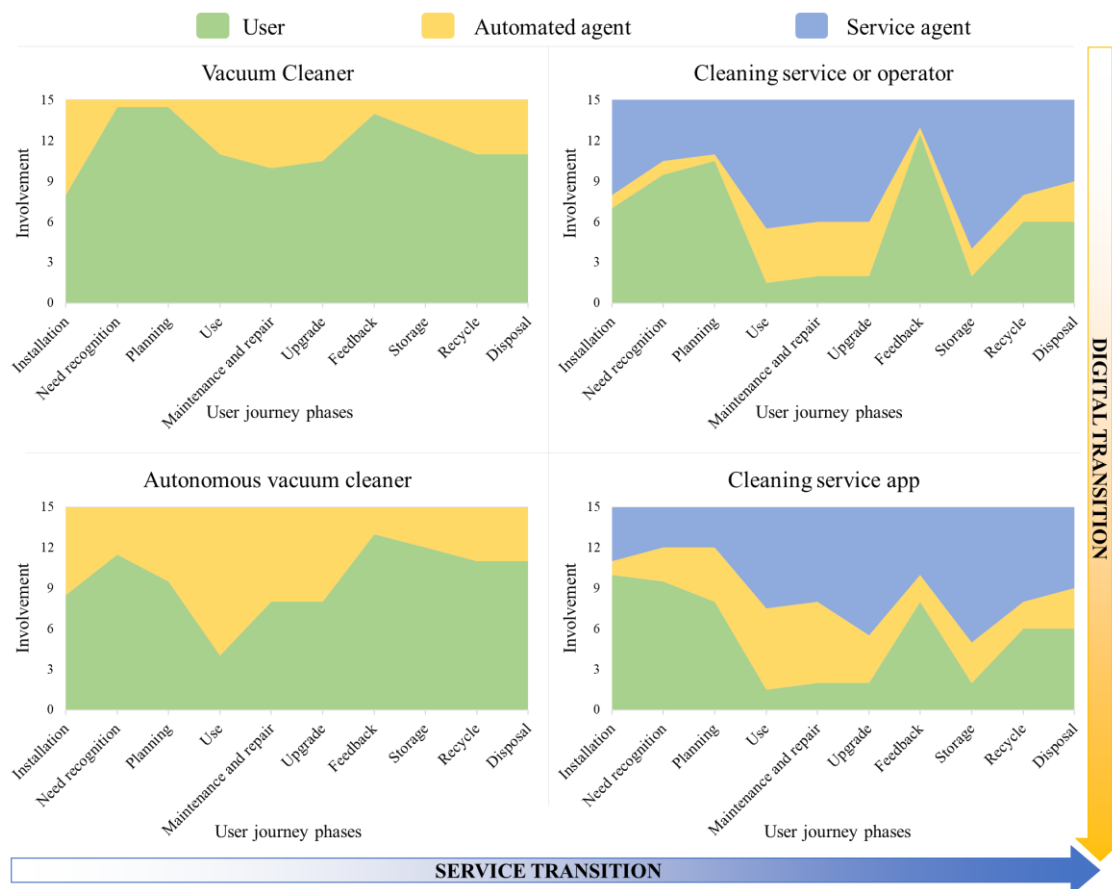 User
Automated agent
Service agent
Vacuum Cleaner
15
12
9
6
3
0
Involvement
Installation
Need recognition
Planning
Use
Maintenance and repair
Upgrade
Feedback
Storage
Recycle
Disposal
User journey phases
Cleaning service or operator
15
12
9
6
3
0
Involvement
Installation
Need recognition
Planning
Use
Maintenance and repair
Upgrade
Feedback
Storage
Recycle
Disposal
User journey phases
Autonomous vacuum cleaner
15
12
9
6
3
0
Involvement
Installation
Need recognition
Planning
Use
Maintenance and repair
Upgrade
Feedback
Storage
Recycle
Disposal
User journey phases
Cleaning service app
15
12
9
6
3
0
Involvement
Installation
Need recognition
Planning
Use
Maintenance and repair
Upgrade
Feedback
Storage
Recycle
Disposal
User journey phases
DIGITAL TRANSITION
SERVICE TRANSITION